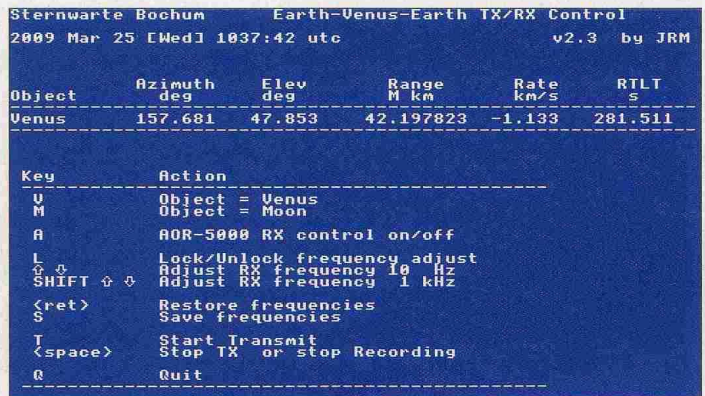 Sternwarte Bochum Earth-Venus-Earth TX/RX Control
2009 Mar 25 [Wed] 1037:42 utc v2.3 by JRM
Azimuth Elev Range Rate RTLT
Object deg deg M km km/s s
Venus 157.681 47.853 42.197823 -1.133 281.511
Key Action
V Object = Venus
M Object = Moon
A AOR-5000 RX control on/off
L Lock/Unlock frequency adjust
⇧ ⇩ Adjust RX frequency 10 Hz
SHIFT ⇧ ⇩ Adjust RX frequency 1 kHz
<ret> Restore frequencies
S Save frequencies
T Start Transmit
<space> Stop TX or stop Recording
Q Quit